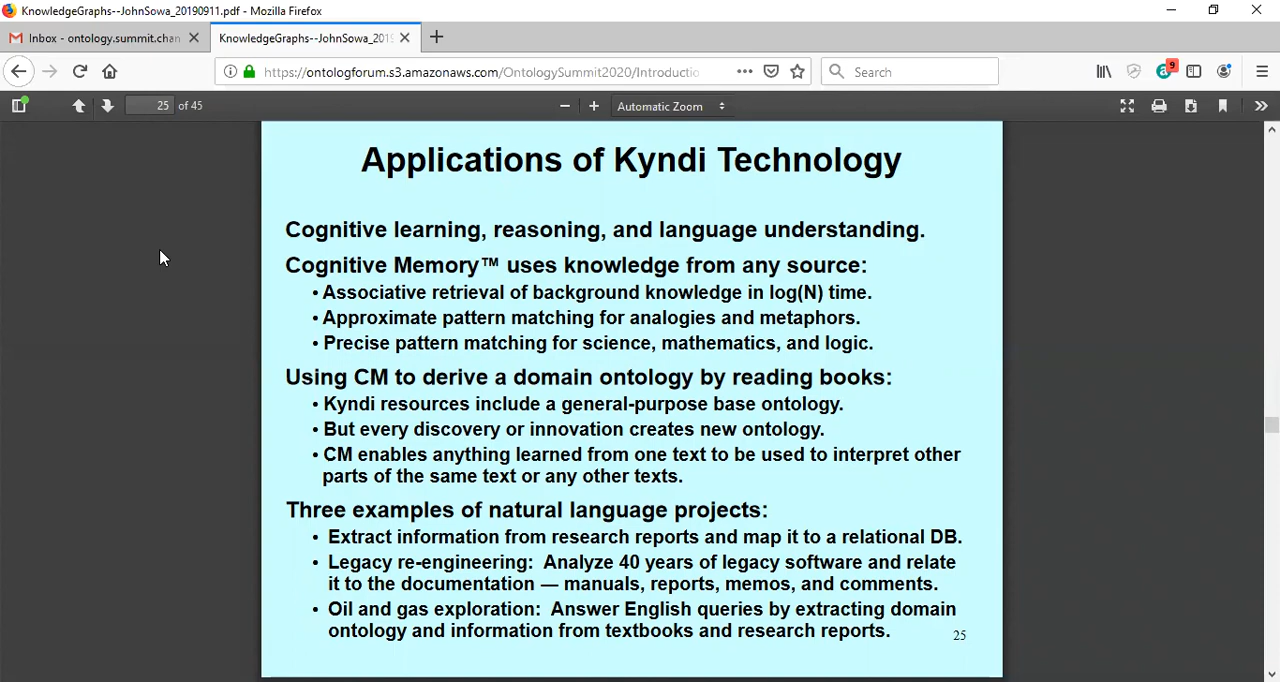 KnowledgeGraphs--JohnSowa_20190911.pdf - Mozilla Firefox
Inbox - ontology.summit.chan
KnowledgeGraphs--JohnSowa_201
https://ontologforum.s3.amazonaws.com/OntologySummit2020/Introductio
Search
9
25 of 45
Automatic Zoom
Applications of Kyndi Technology
Cognitive learning, reasoning, and language understanding.
Cognitive Memory™ uses knowledge from any source:
• Associative retrieval of background knowledge in log(N) time.
• Approximate pattern matching for analogies and metaphors.
• Precise pattern matching for science, mathematics, and logic.
Using CM to derive a domain ontology by reading books:
• Kyndi resources include a general-purpose base ontology.
• But every discovery or innovation creates new ontology.
• CM enables anything learned from one text to be used to interpret other
parts of the same text or any other texts.
Three examples of natural language projects:
• Extract information from research reports and map it to a relational DB.
• Legacy re-engineering: Analyze 40 years of legacy software and relate
it to the documentation — manuals, reports, memos, and comments.
• Oil and gas exploration: Answer English queries by extracting domain
ontology and information from textbooks and research reports.
25